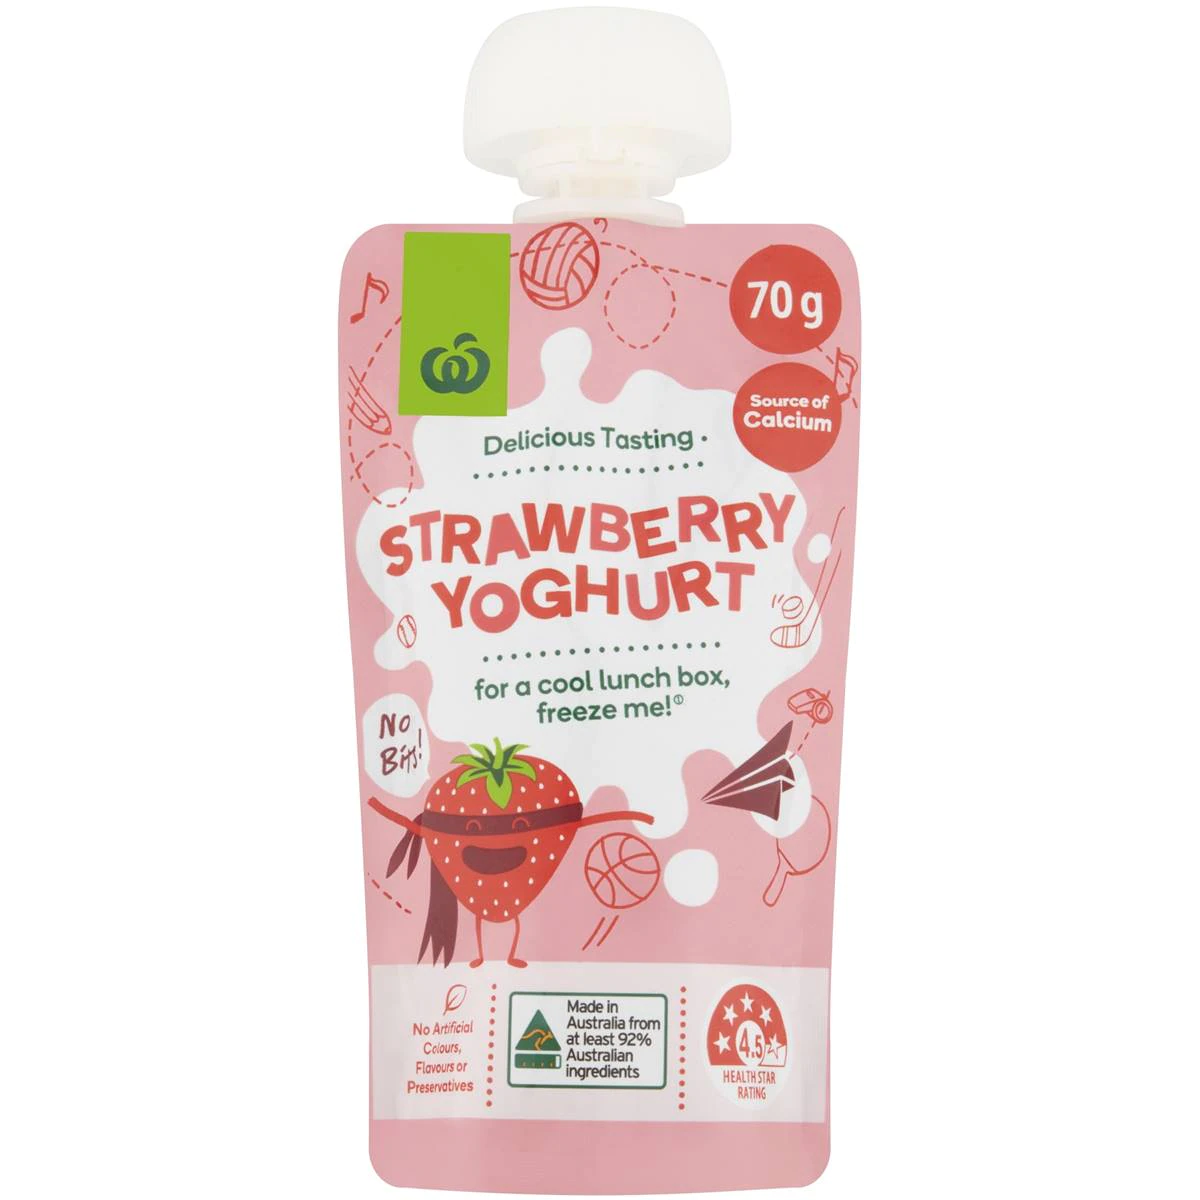 70 g
Source of
Calcium
Delicious Tasting
STRAWBERRY
YOGHURT
for a cool lunch box,
freeze me!①
No
Bits!
No Artificial
Colours,
Flavours or
Preservatives
Made in
Australia from
at least 92%
Australian
ingredients
4.5
HEALTH STAR
RATING